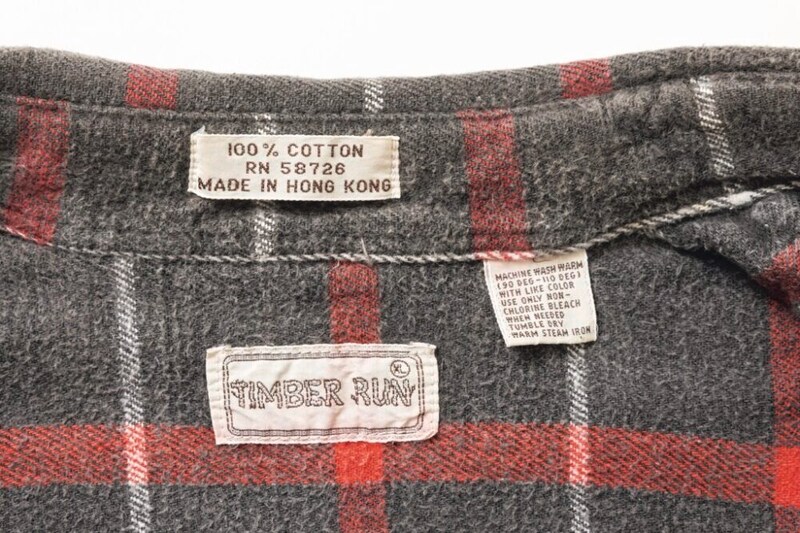 100% COTTON
RN 58726
MADE IN HONG KONG
MACHINE WASH WARM
(90 DEG-110 DEG)
WITH LIKE COLOR
USE ONLY NON-
CHLORINE BLEACH
WHEN NEEDED
TUMBLE DRY
WARM STEAM IRON
XL
TIMBER RUN